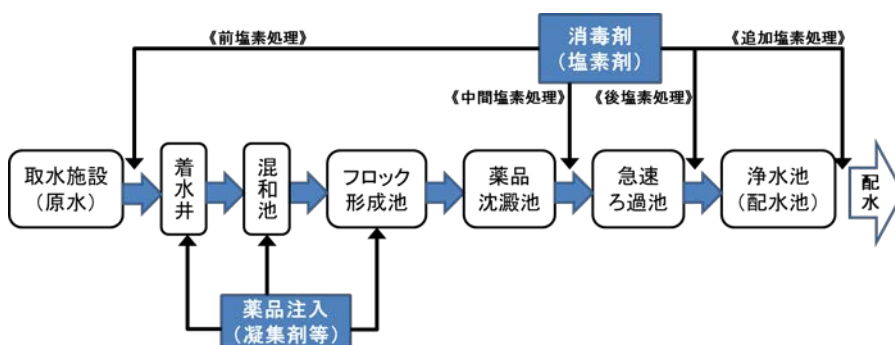 《前塩素処理》
消毒剤
（塩素剤）
《追加塩素処理》
《中間塩素処理》
《後塩素処理》
取水施設
（原水）
着水井
混和池
フロック
形成池
薬品
沈澱池
急速
ろ過池
浄水池
（配水池）
配水
薬品注入
（凝集剤等）